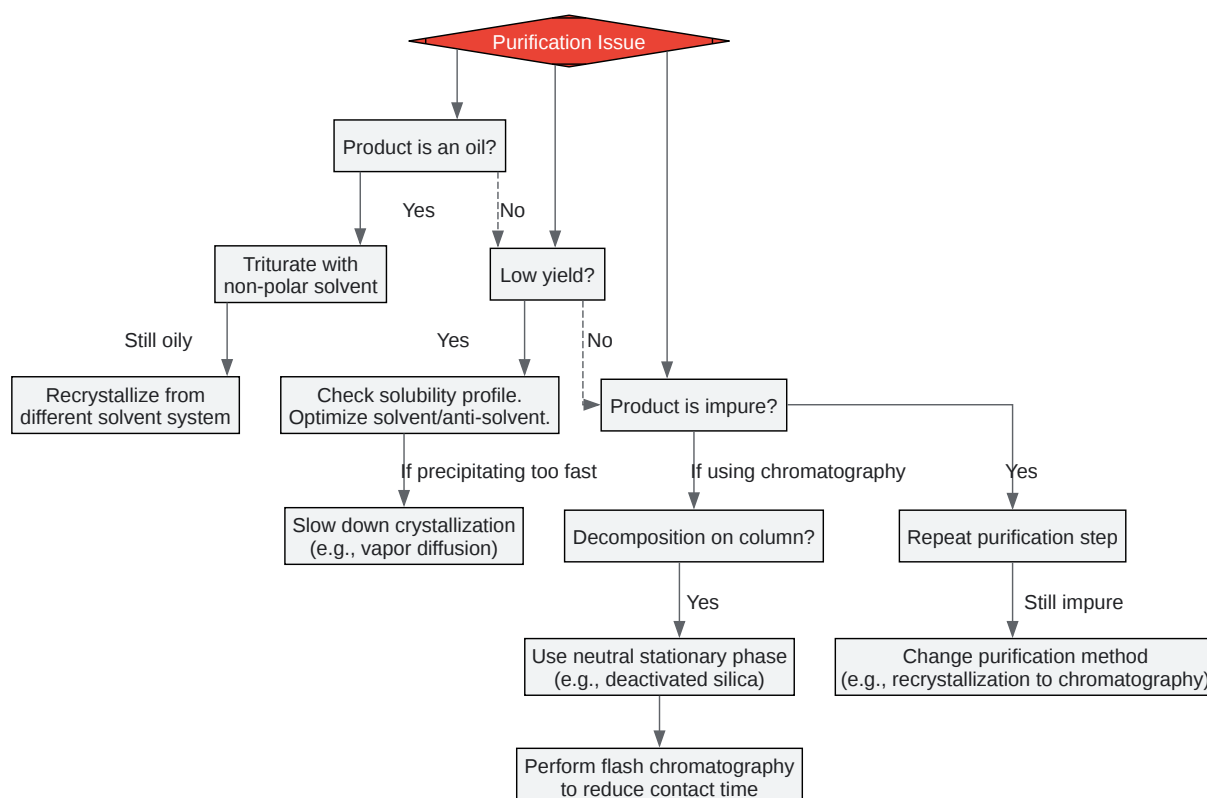 Purification Issue
Product is an oil?
Yes
No
Triturate with
non-polar solvent
Low yield?
Still oily
Yes
No
Recrystallize from
different solvent system
Check solubility profile.
Optimize solvent/anti-solvent.
Product is impure?
If precipitating too fast
If using chromatography
Yes
Slow down crystallization
(e.g., vapor diffusion)
Decomposition on column?
Repeat purification step
Yes
Still impure
Use neutral stationary phase
(e.g., deactivated silica)
Change purification method
(e.g., recrystallization to chromatography)
Perform flash chromatography
to reduce contact time